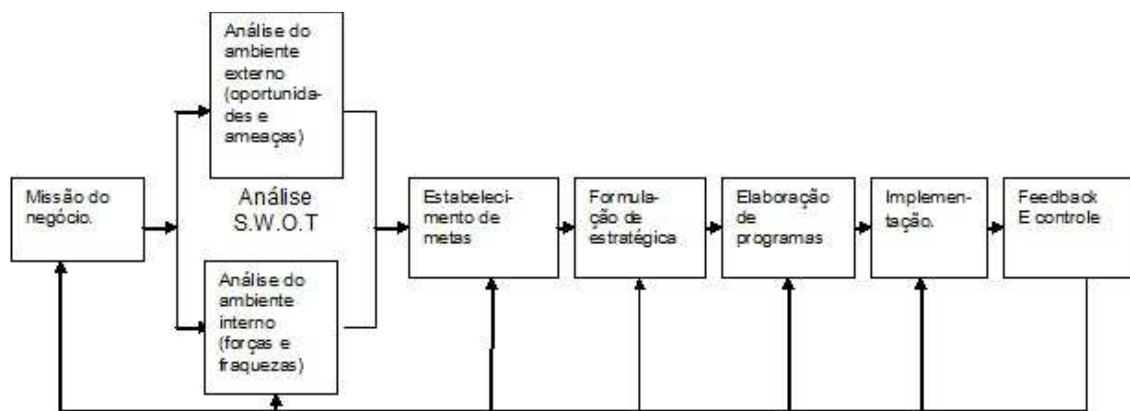 Missão do
negócio.
Análise do
ambiente
externo
(oportunida-
des e
ameaças)
Análise
S.W.O.T
Análise do
ambiente
interno
(forças e
fraquezas)
Estabeleci-
mento de
metas
Formula-
ção de
estratégica
Elaboração
de
programas
Implemen-
tação.
Feedback
E controle